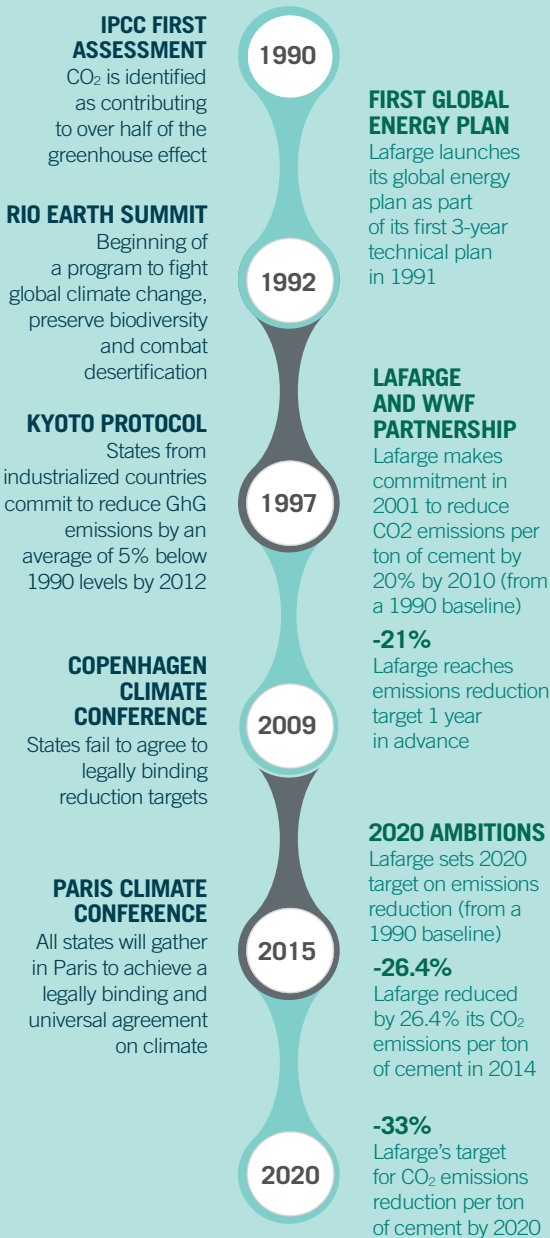 IPCC FIRST
ASSESSMENT
CO₂ is identified
as contributing
to over half of the
greenhouse effect
1990
FIRST GLOBAL
ENERGY PLAN
Lafarge launches
its global energy
plan as part
of its first 3-year
technical plan
in 1991
RIO EARTH SUMMIT
Beginning of
a program to fight
global climate change,
preserve biodiversity
and combat
desertification
1992
LAFARGE
AND WWF
PARTNERSHIP
Lafarge makes
commitment in
2001 to reduce
CO2 emissions per
ton of cement by
20% by 2010 (from
a 1990 baseline)
KYOTO PROTOCOL
States from
industrialized countries
commit to reduce GhG
emissions by an
average of 5% below
1990 levels by 2012
1997
-21%
Lafarge reaches
emissions reduction
target 1 year
in advance
COPENHAGEN
CLIMATE
CONFERENCE
States fail to agree to
legally binding
reduction targets
2009
2020 AMBITIONS
Lafarge sets 2020
target on emissions
reduction (from a
1990 baseline)
PARIS CLIMATE
CONFERENCE
All states will gather
in Paris to achieve a
legally binding and
universal agreement
on climate
2015
-26.4%
Lafarge reduced
by 26.4% its CO₂
emissions per ton
of cement in 2014
-33%
Lafarge's target
for CO₂ emissions
reduction per ton
of cement by 2020
2020